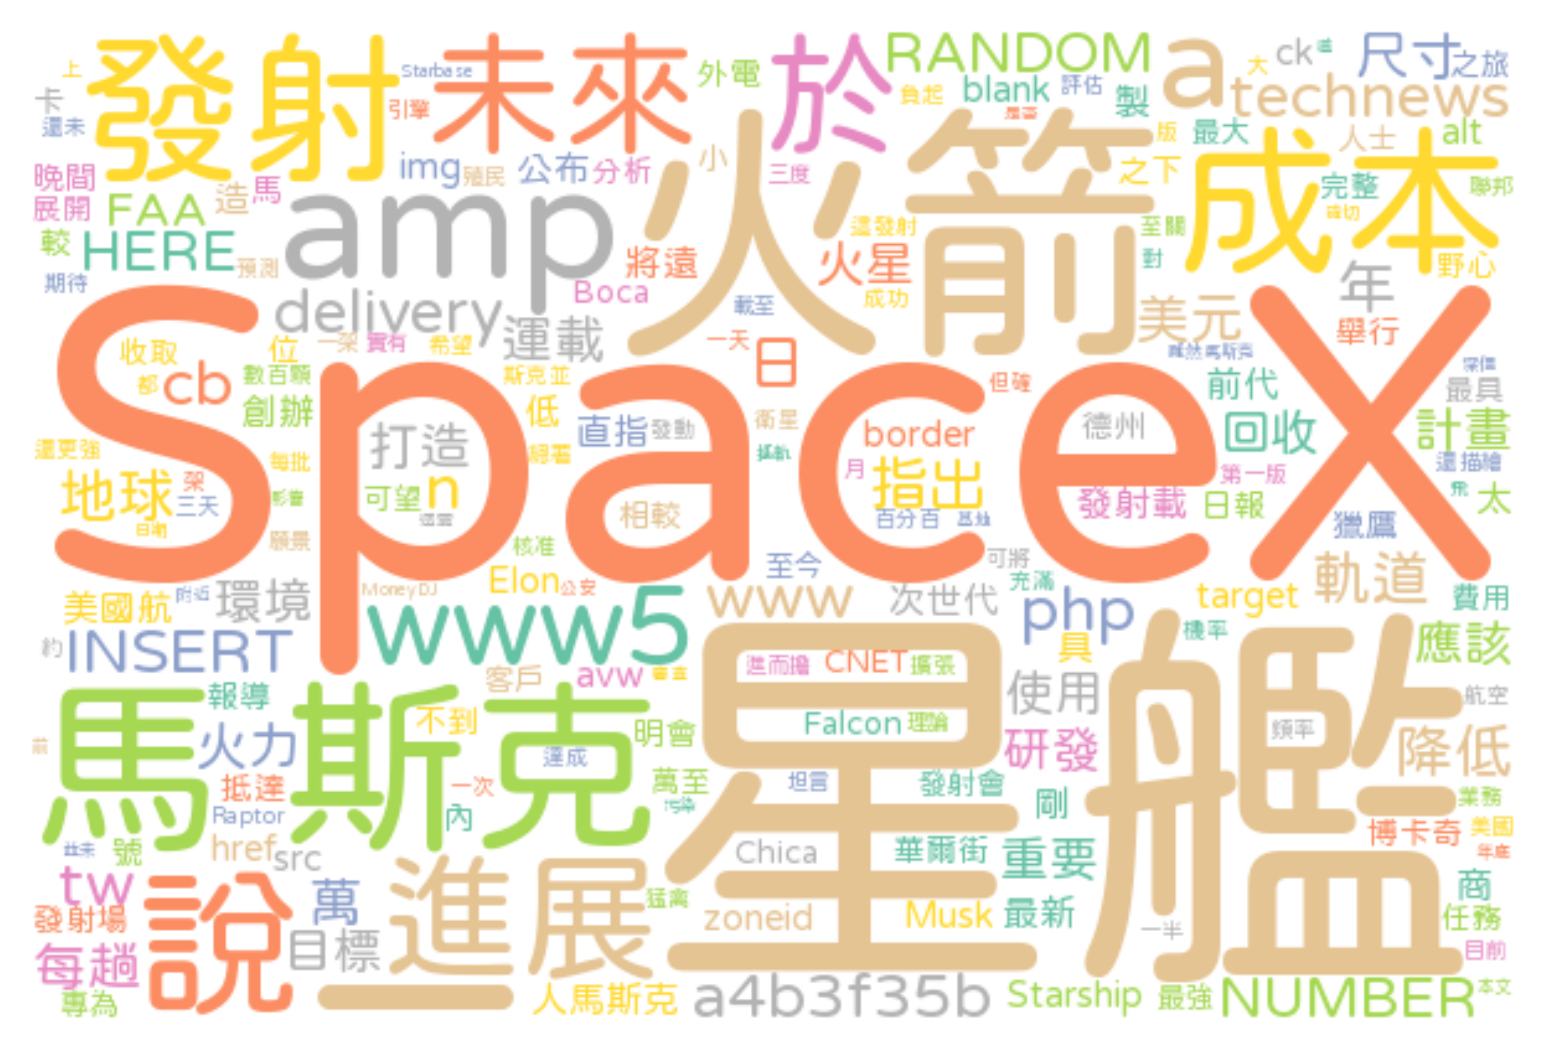 上
發射
Starbase
未來
外電
於
RANDOM
a
ck
大
尺寸
之旅
卡
還未
引擎
負起
blank
評估
製
technews
晚間
展開
FAA
造
馬
img
殖民
公布
分析
小
三度
火箭
版
最大
人士
alt
之下
成本
完整
聯邦
確切
較
HERE
預測
amp
將遠
火星
這發射
至關
對
野心
期待
delivery
運載
Boca
載至
成功
美元
年
舉行
收取
位
一架
實有
希望
一天
日
SpaceX
都
cb
數百顆
創辦
斯克並
低
直指
發動
衛星
但確
border
德州
前代
回收
最具
計畫
還更強
每批
打造
地球
架
三天
可望
n
相較
月
指出
第一版
發射載
日報
還描繪
太
飛
日期
影響
願景
百分百
獵鷹
核准
至今
可將
充滿
軌道
美國航
附近
環境
MoneyDJ
Elon
公安
www
次世代
php
target
費用
約
INSERT
www5
具
機率
應該
客戶
avw
審查
星艦
進而擔
CNET
擴張
使用
航空
報導
馬斯克
火力
不到
明會
Falcon
理論
研發
頻率
降低
前
抵達
達成
一次
萬至
污染
坦言
發射會
剛
業務
Raptor
內
博卡奇
美國
年底
並未
號
href
src
Chica
華爾街
重要
tw
說
萬
進展
猛禽
zoneid
Musk
最新
商
發射場
目標
一半
任務
每趟
目前
專為
人馬斯克
a4b3f35b
Starship
最強
NUMBER
本文